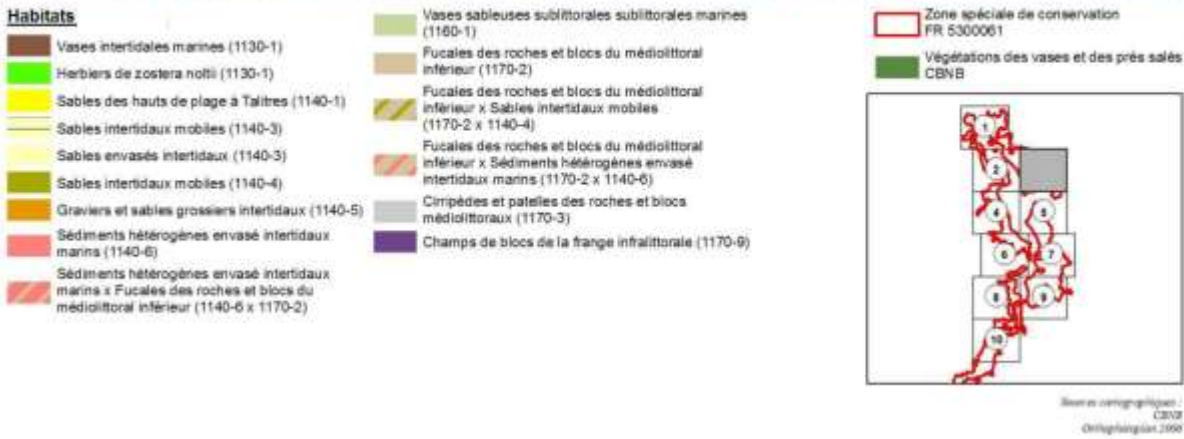 Habitats
Vases intertidales marines (1130-1)
Herbiers de zostera noltii (1130-1)
Sables des hauts de plage à Talitres (1140-1)
Sables intertidaux mobiles (1140-3)
Sables envasés intertidaux (1140-3)
Sables intertidaux mobiles (1140-4)
Graviers et sables grossiers intertidaux (1140-5)
Sédiments hétérogènes envasé intertidaux
marins (1140-6)
Sédiments hétérogènes envasé intertidaux
marins x Fucales des roches et blocs du
médiolittoral inférieur (1140-6 x 1170-2)
Vases sableuses sublittorales sublittorales marines
(1160-1)
Fucales des roches et blocs du médiolittoral
inférieur (1170-2)
Fucales des roches et blocs du médiolittoral
inférieur x Sables intertidaux mobiles
(1170-2 x 1140-4)
Fucales des roches et blocs du médiolittoral
inférieur x Sédiments hétérogènes envasé
intertidaux marins (1170-2 x 1140-6)
Cirripèdes et patelles des roches et blocs
médiolittoraux (1170-3)
Champs de blocs de la frange infralittorale (1170-9)
Zone spéciale de conservation
FR 5300061
Végétations des vases et des prés salés
CBNB
1
2
4
5
6
7
8
9
10
Sources cartographiques :
CBNB
Orthophotoplan 2000